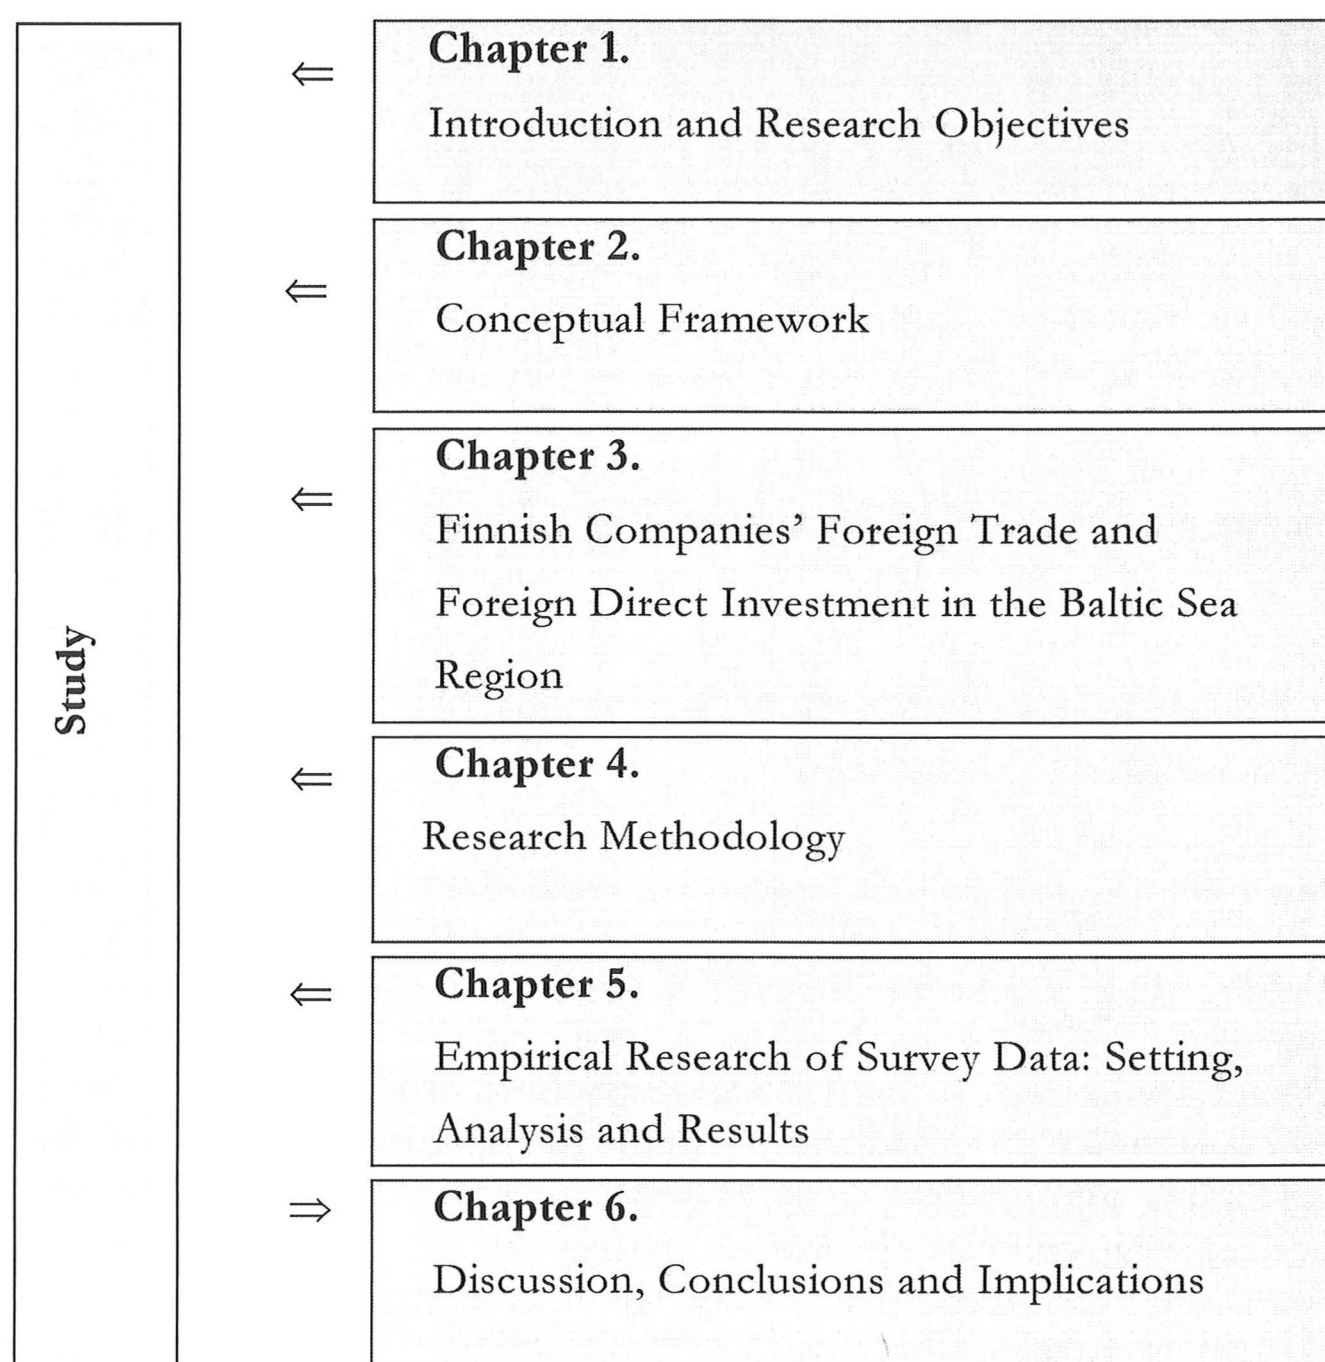 Study
⇐
Chapter 1.
Introduction and Research Objectives
⇐
Chapter 2.
Conceptual Framework
⇐
Chapter 3.
Finnish Companies’ Foreign Trade and
Foreign Direct Investment in the Baltic Sea
Region
⇐
Chapter 4.
Research Methodology
⇐
Chapter 5.
Empirical Research of Survey Data: Setting,
Analysis and Results
⇒
Chapter 6.
Discussion, Conclusions and Implications